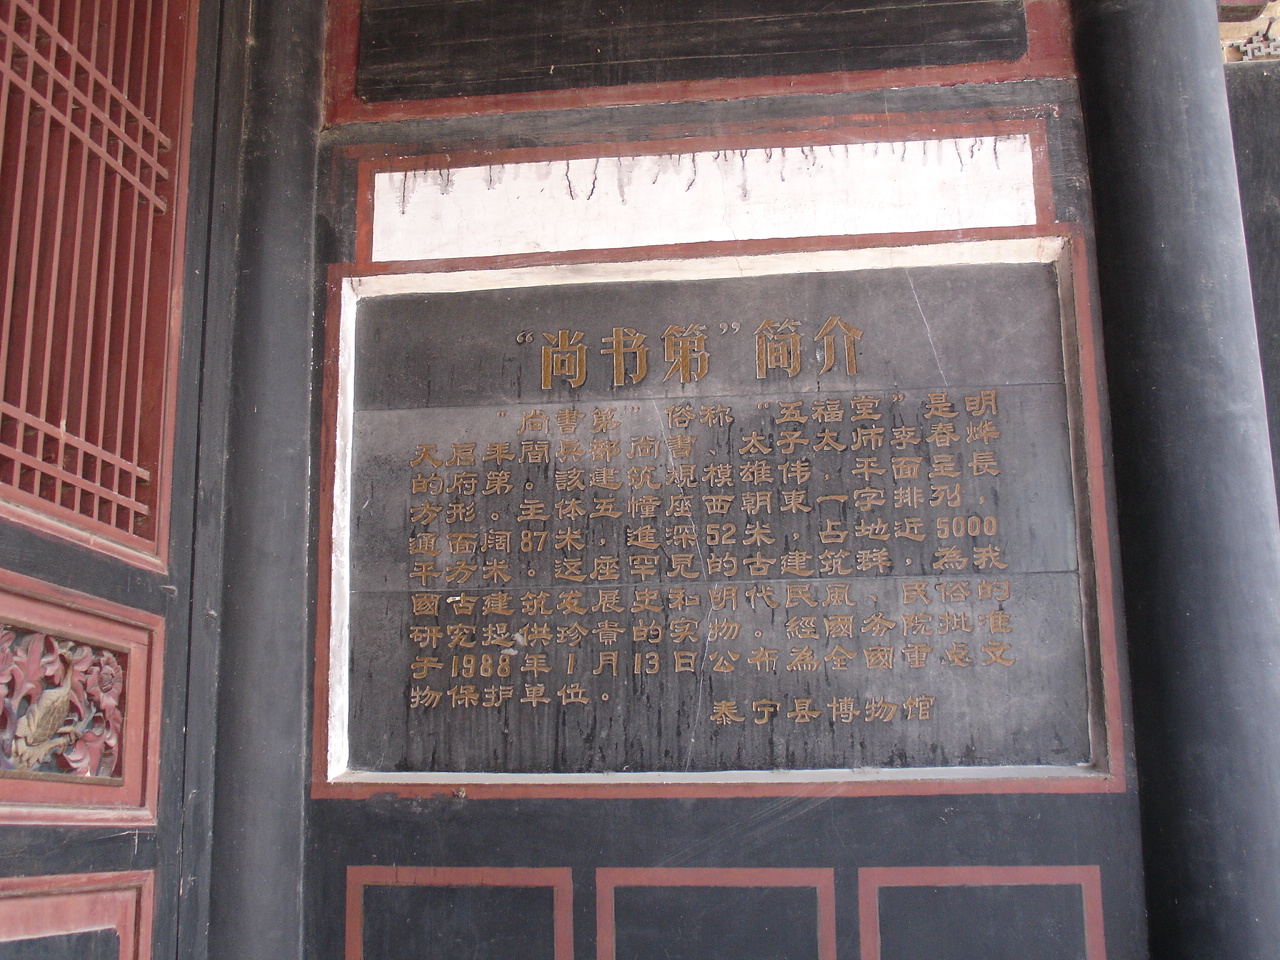 “尚书第”简介
“尚書第”俗称“五福堂”是明
天启年間兵部尚書、太子太师李春烨
的府第。該建筑規模雄伟，平面呈長
方形。主体五幢座西朝東，一字排列，
通面阔87米，進深52米，占地近5000
平方米。这座罕見的古建筑群，為我
國古建筑发展史和明代民風、民俗的
研究提供珍貴的实物。經國务院批准
于1988年1月13日公布為全國重点文
物保护单位。
泰宁县博物馆